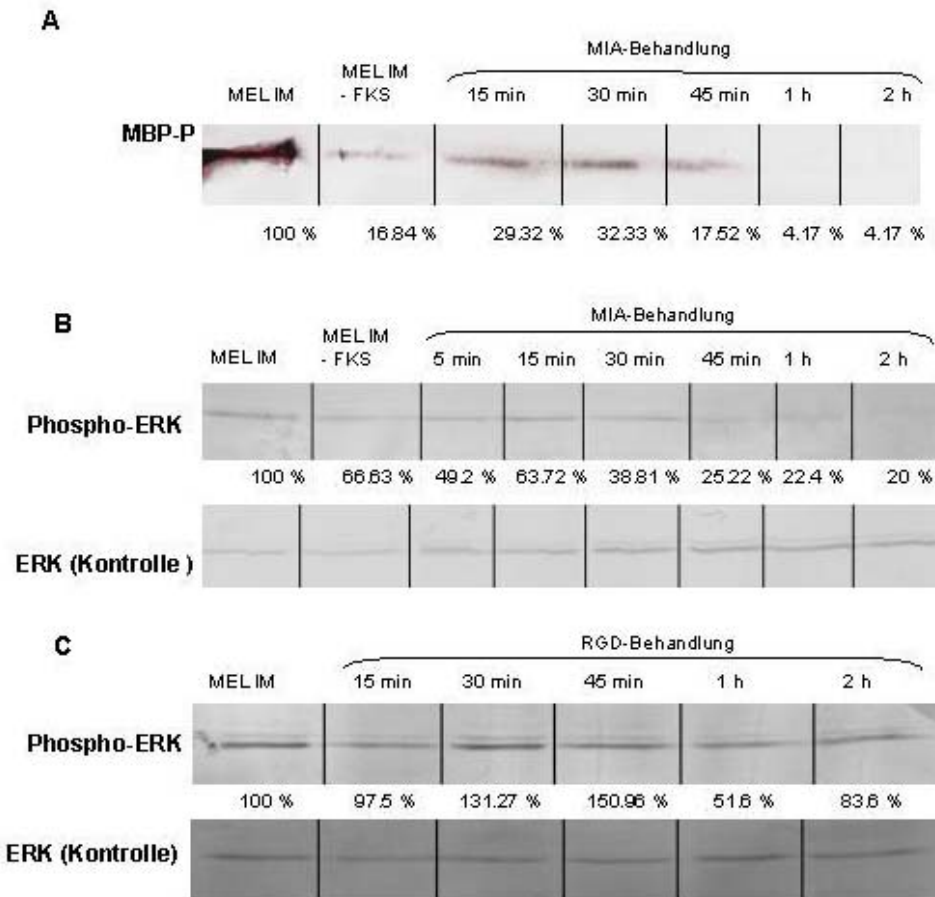 A
MIA-Behandlung
MEL IM
MEL IM
- FKS
15 min 30 min 45 min 1 h 2 h
MBP-P
100 % 16.84 % 29.32 % 32.33 % 17.52 % 4.17 % 4.17 %
B
MIA-Behandlung
MEL IM
MEL IM
- FKS
5 min 15 min 30 min 45 min 1 h 2 h
Phospho-ERK
100 % 66.63 % 49.2 % 63.72 % 38.81 % 25.22 % 22.4 % 20 %
ERK (Kontrolle )
C
RGD-Behandlung
MEL IM 15 min 30 min 45 min 1 h 2 h
Phospho-ERK
100 % 97.5 % 131.27 % 150.96 % 51.6 % 83.6 %
ERK (Kontrolle)